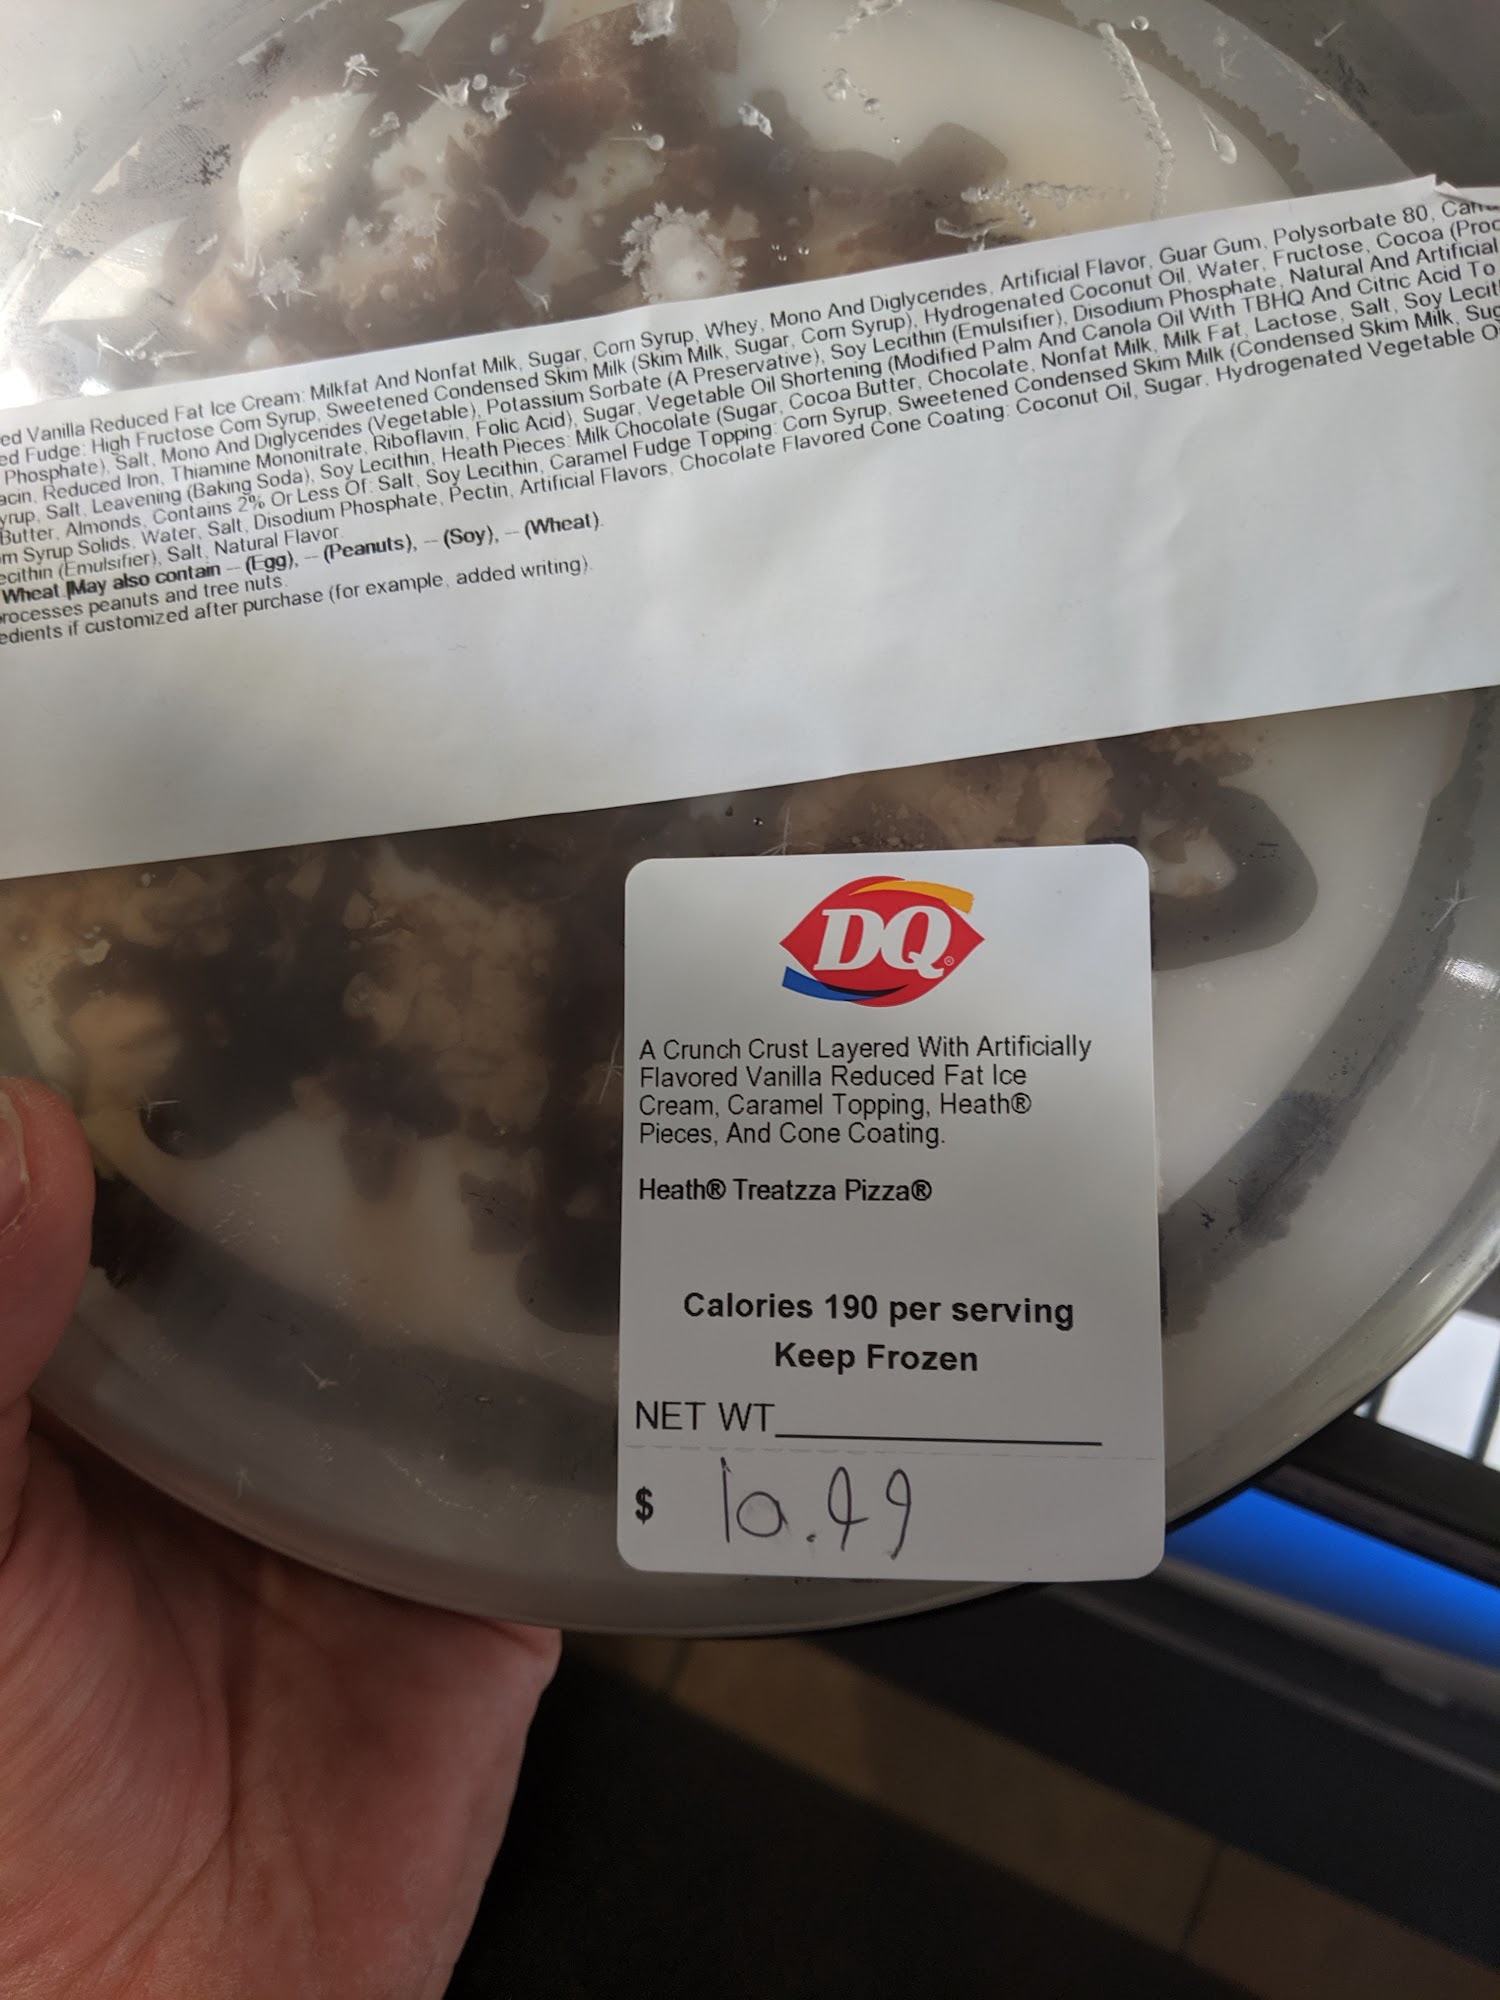 ed Vanilla Reduced Fat Ice Cream: Milkfat And Nonfat Milk, Sugar, Corn Syrup, Whey, Mono And Diglycerides, Artificial Flavor, Guar Gum, Polysorbate 80,
ed Fudge: High Fructose Corn Syrup, Sweetened Condensed Skim Milk (Skim Milk, Sugar, Corn Syrup), Hydrogenated Coconut Oil, Water, Fructose, Cocoa (Proc
Phosphate), Salt, Mono And Diglycerides (Vegetable), Potassium Sorbate (A Preservative), Soy Lecithin (Emulsifier), Disodium Phosphate, Natural And Artificial
acin, Reduced Iron, Thiamine Mononitrate, Riboflavin, Folic Acid), Sugar, Vegetable Oil Shortening (Modified Palm And Canola Oil With TBHQ And Citric Acid To
yrup, Salt, Leavening (Baking Soda), Soy Lecithin, Heath Pieces: Milk Chocolate (Sugar, Cocoa Butter, Chocolate, Nonfat Milk, Milk Fat, Lactose, Salt, Soy Lecit
Butter, Almonds, Contains 2% Or Less Of: Salt, Soy Lecithin, Caramel Fudge Topping: Corn Syrup, Sweetened Condensed Skim Milk (Condensed Skim Milk, Sug
m Syrup Solids, Water, Salt, Disodium Phosphate, Pectin, Artificial Flavors, Chocolate Flavored Cone Coating: Coconut Oil, Sugar, Hydrogenated Vegetable O
ecithin (Emulsifier), Salt, Natural Flavor.
Wheat. |May also contain -- (Egg), -- (Peanuts), -- (Soy), -- (Wheat).
rocesses peanuts and tree nuts.
edients if customized after purchase (for example, added writing).
DQ®
A Crunch Crust Layered With Artificially
Flavored Vanilla Reduced Fat Ice
Cream, Caramel Topping, Heath®
Pieces, And Cone Coating.
Heath® Treatzza Pizza®
Calories 190 per serving
Keep Frozen
NET WT
$ 10.49